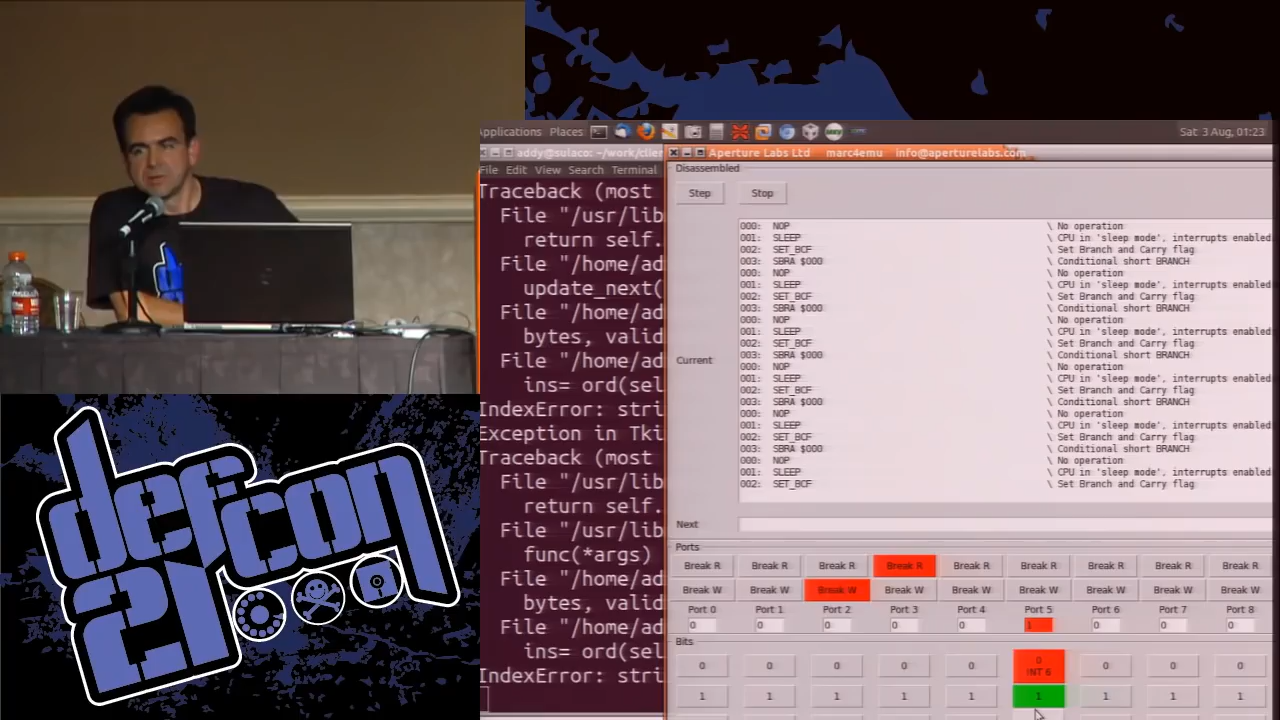 defcon
21
Applications Places
Sat 3 Aug, 01:23
addy@sulaco: ~/work/clier
File Edit View Search Terminal
Traceback (most
File "/usr/lib
return self.
File "/home/ad
update_next(
File "/home/ad
bytes, valid
File "/home/ad
ins= ord(sel
IndexError: stri
Exception in Tki
Traceback (most
File "/usr/lib
return self.
File "/home/ad
func(*args)
File "/home/ad
bytes, valid
File "/home/ad
ins= ord(sel
IndexError: stri
Aperture Labs Ltd marc4emu info@aperturelabs.com
Disassembled
Step Stop
000: NOP \ No operation
001: SLEEP \ CPU in 'sleep mode', interrupts enabled
002: SET_BCF \ Set Branch and Carry flag
003: SBRA $000 \ Conditional short BRANCH
000: NOP \ No operation
001: SLEEP \ CPU in 'sleep mode', interrupts enabled
002: SET_BCF \ Set Branch and Carry flag
003: SBRA $000 \ Conditional short BRANCH
000: NOP \ No operation
001: SLEEP \ CPU in 'sleep mode', interrupts enabled
002: SET_BCF \ Set Branch and Carry flag
003: SBRA $000 \ Conditional short BRANCH
000: NOP \ No operation
001: SLEEP \ CPU in 'sleep mode', interrupts enabled
002: SET_BCF \ Set Branch and Carry flag
003: SBRA $000 \ Conditional short BRANCH
000: NOP \ No operation
001: SLEEP \ CPU in 'sleep mode', interrupts enabled
002: SET_BCF \ Set Branch and Carry flag
003: SBRA $000 \ Conditional short BRANCH
000: NOP \ No operation
001: SLEEP \ CPU in 'sleep mode', interrupts enabled
002: SET_BCF \ Set Branch and Carry flag
Current
Next
Ports
Break R Break R Break R Break R Break R Break R Break R Break R Break R
Break W Break W Break W Break W Break W Break W Break W Break W Break W
Port 0 Port 1 Port 2 Port 3 Port 4 Port 5 Port 6 Port 7 Port 8
0 0 0 0 0 1 0 0 0
Bits
0 0 0 0 0 0 0 0 0
INT 6
1 1 1 1 1 1 1 1 1